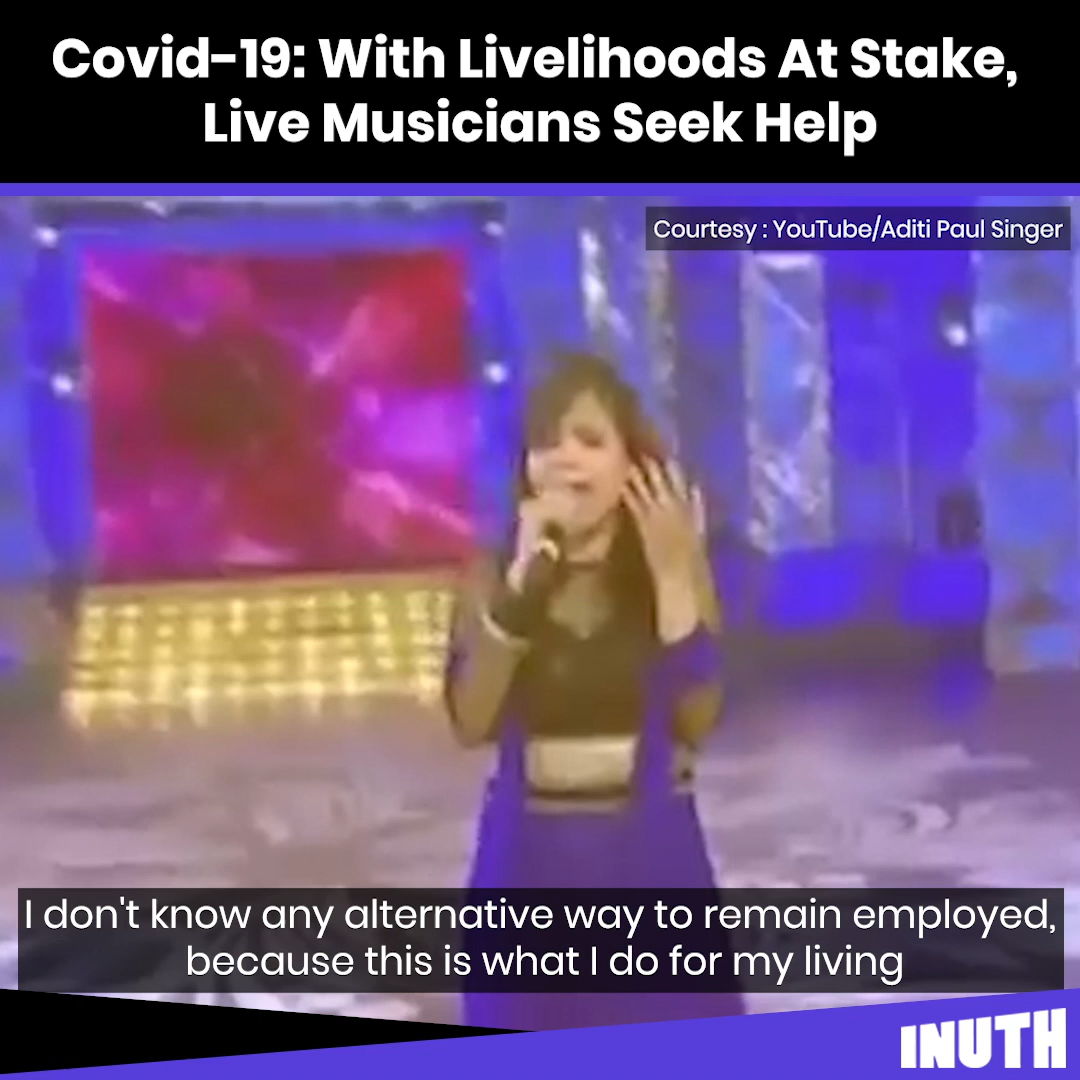 Covid-19: With Livelihoods At Stake,
Live Musicians Seek Help
Courtesy : YouTube/Aditi Paul Singer
I don't know any alternative way to remain employed,
because this is what I do for my living
INUTH